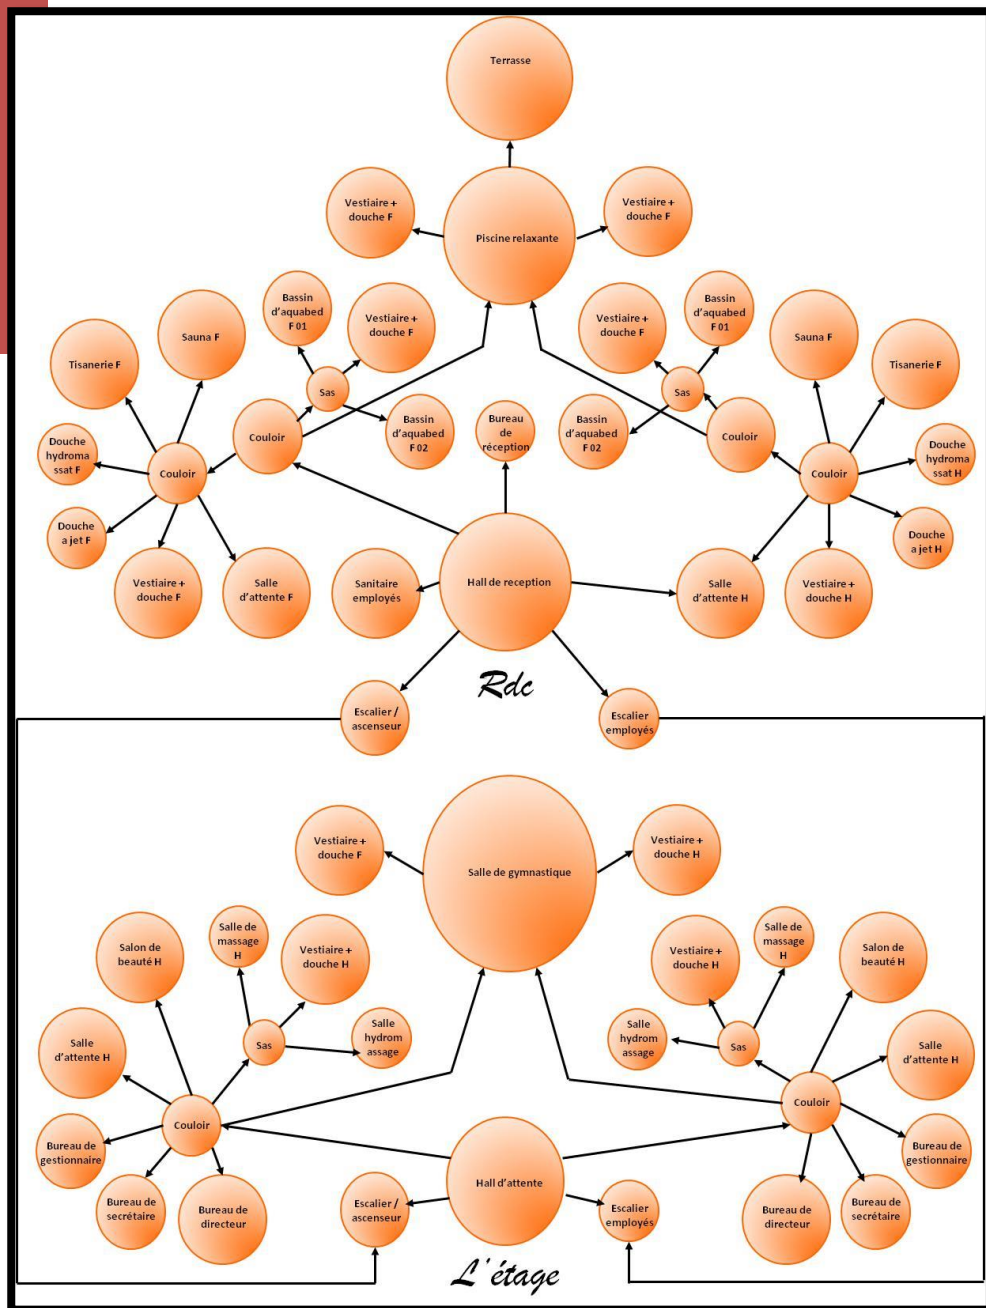 Terrasse
Vestiaire +
douche F
Piscine relaxante
Vestiaire +
douche F
Bassin
d'aquabed
F 01
Vestiaire +
douche F
Sauna F
Tisanerie F
Sas
Bassin
d'aquabed
F 02
Couloir
Douche
hydroma
ssat F
Couloir
Douche
a jet F
Vestiaire +
douche F
Salle
d'attente F
Bureau
de
réception
Vestiaire +
douche F
Bassin
d'aquabed
F 01
Sauna F
Tisanerie F
Sas
Bassin
d'aquabed
F 02
Couloir
Couloir
Douche
hydroma
ssat H
Douche
a jet H
Sanitaire
employés
Hall de reception
Salle
d'attente H
Vestiaire +
douche H
Rdc
Escalier /
ascenseur
Escalier
employés
Vestiaire +
douche F
Salle de gymnastique
Vestiaire +
douche H
Salon de
beauté H
Salle de
massage
H
Vestiaire +
douche H
Salle
d'attente H
Sas
Salle
hydrom
assage
Couloir
Bureau de
gestionnaire
Bureau de
secrétaire
Bureau de
directeur
Vestiaire +
douche H
Salle de
massage
H
Salon de
beauté H
Salle
hydrom
assage
Sas
Salle
d'attente H
Couloir
Bureau de
gestionnaire
Bureau de
directeur
Bureau de
secrétaire
Escalier /
ascenseur
Hall d'attente
Escalier
employés
L'étage